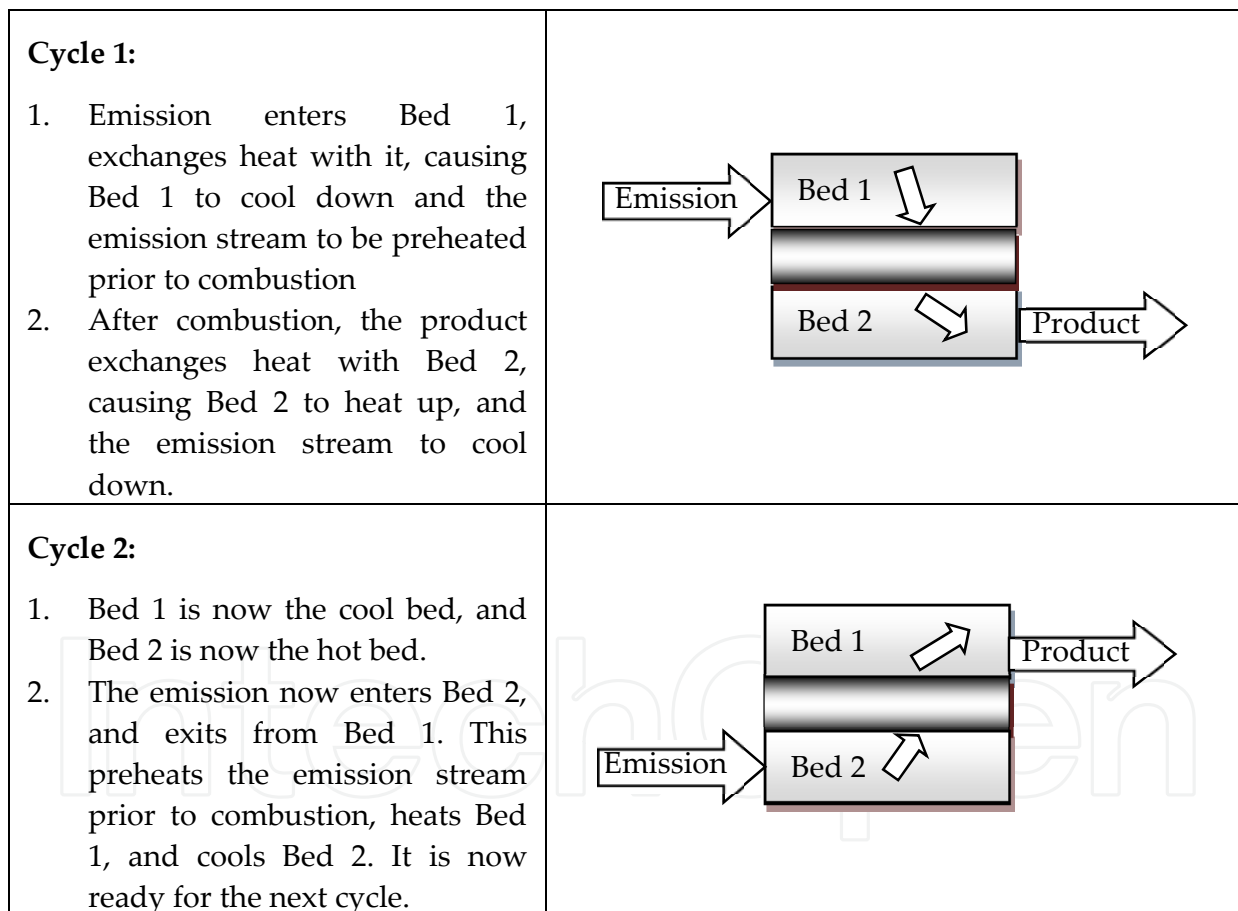 Cycle 1:
1. Emission enters Bed 1,
exchanges heat with it, causing
Bed 1 to cool down and the
emission stream to be preheated
prior to combustion
2. After combustion, the product
exchanges heat with Bed 2,
causing Bed 2 to heat up, and
the emission stream to cool
down.
Emission
Bed 1
Bed 2
Product
Cycle 2:
1. Bed 1 is now the cool bed, and
Bed 2 is now the hot bed.
2. The emission now enters Bed 2,
and exits from Bed 1. This
preheats the emission stream
prior to combustion, heats Bed
1, and cools Bed 2. It is now
ready for the next cycle.
Bed 1
Product
Emission
Bed 2
IntechOpen